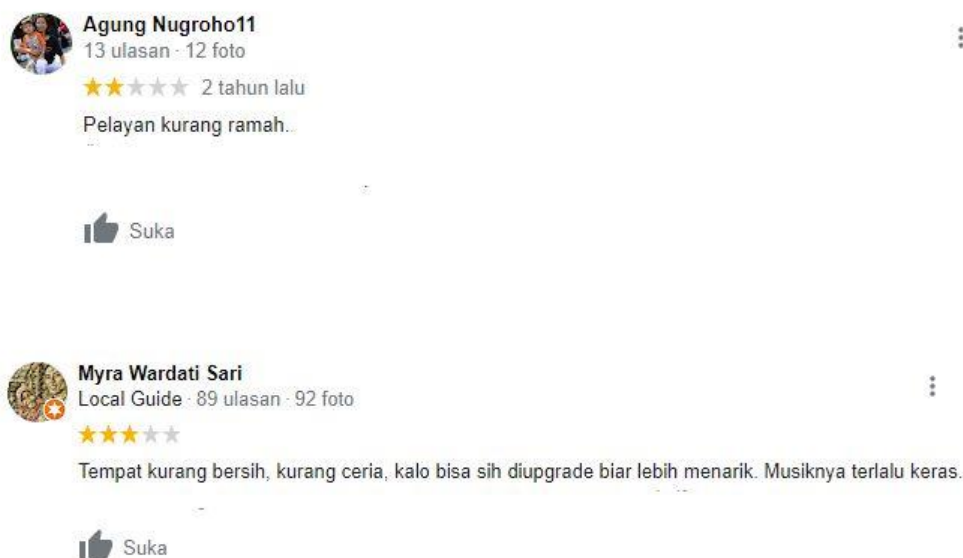 Agung Nugroho11
13 ulasan · 12 foto
2 tahun lalu
Pelayan kurang ramah.
Suka
Myra Wardati Sari
Local Guide · 89 ulasan · 92 foto
Tempat kurang bersih, kurang ceria, kalo bisa sih diupgrade biar lebih menarik. Musiknya terlalu keras.
Suka